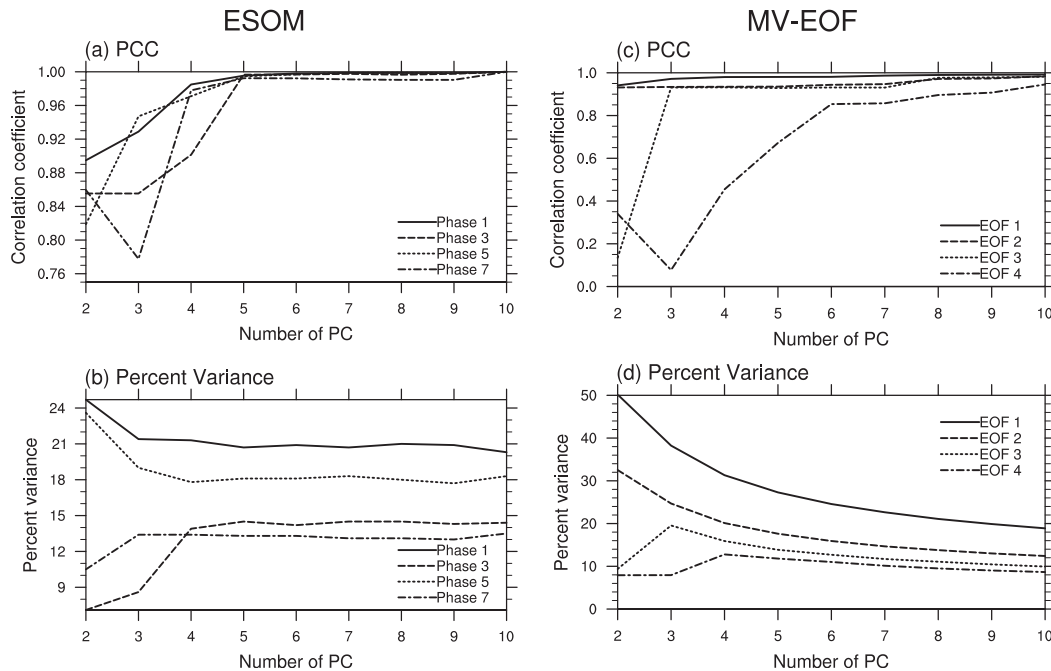 ESOM
(a) PCC
1.00
0.96
0.92
0.88
0.84
0.80
0.76
Correlation coefficient
Phase 1
Phase 3
Phase 5
Phase 7
2 3 4 5 6 7 8 9 10
Number of PC
(b) Percent Variance
24
21
18
15
12
9
Percent variance
Phase 1
Phase 3
Phase 5
Phase 7
2 3 4 5 6 7 8 9 10
Number of PC
MV-EOF
(c) PCC
1.0
0.8
0.6
0.4
0.2
0.0
Correlation coefficient
EOF 1
EOF 2
EOF 3
EOF 4
2 3 4 5 6 7 8 9 10
Number of PC
(d) Percent Variance
50
40
30
20
10
0
Percent variance
EOF 1
EOF 2
EOF 3
EOF 4
2 3 4 5 6 7 8 9 10
Number of PC